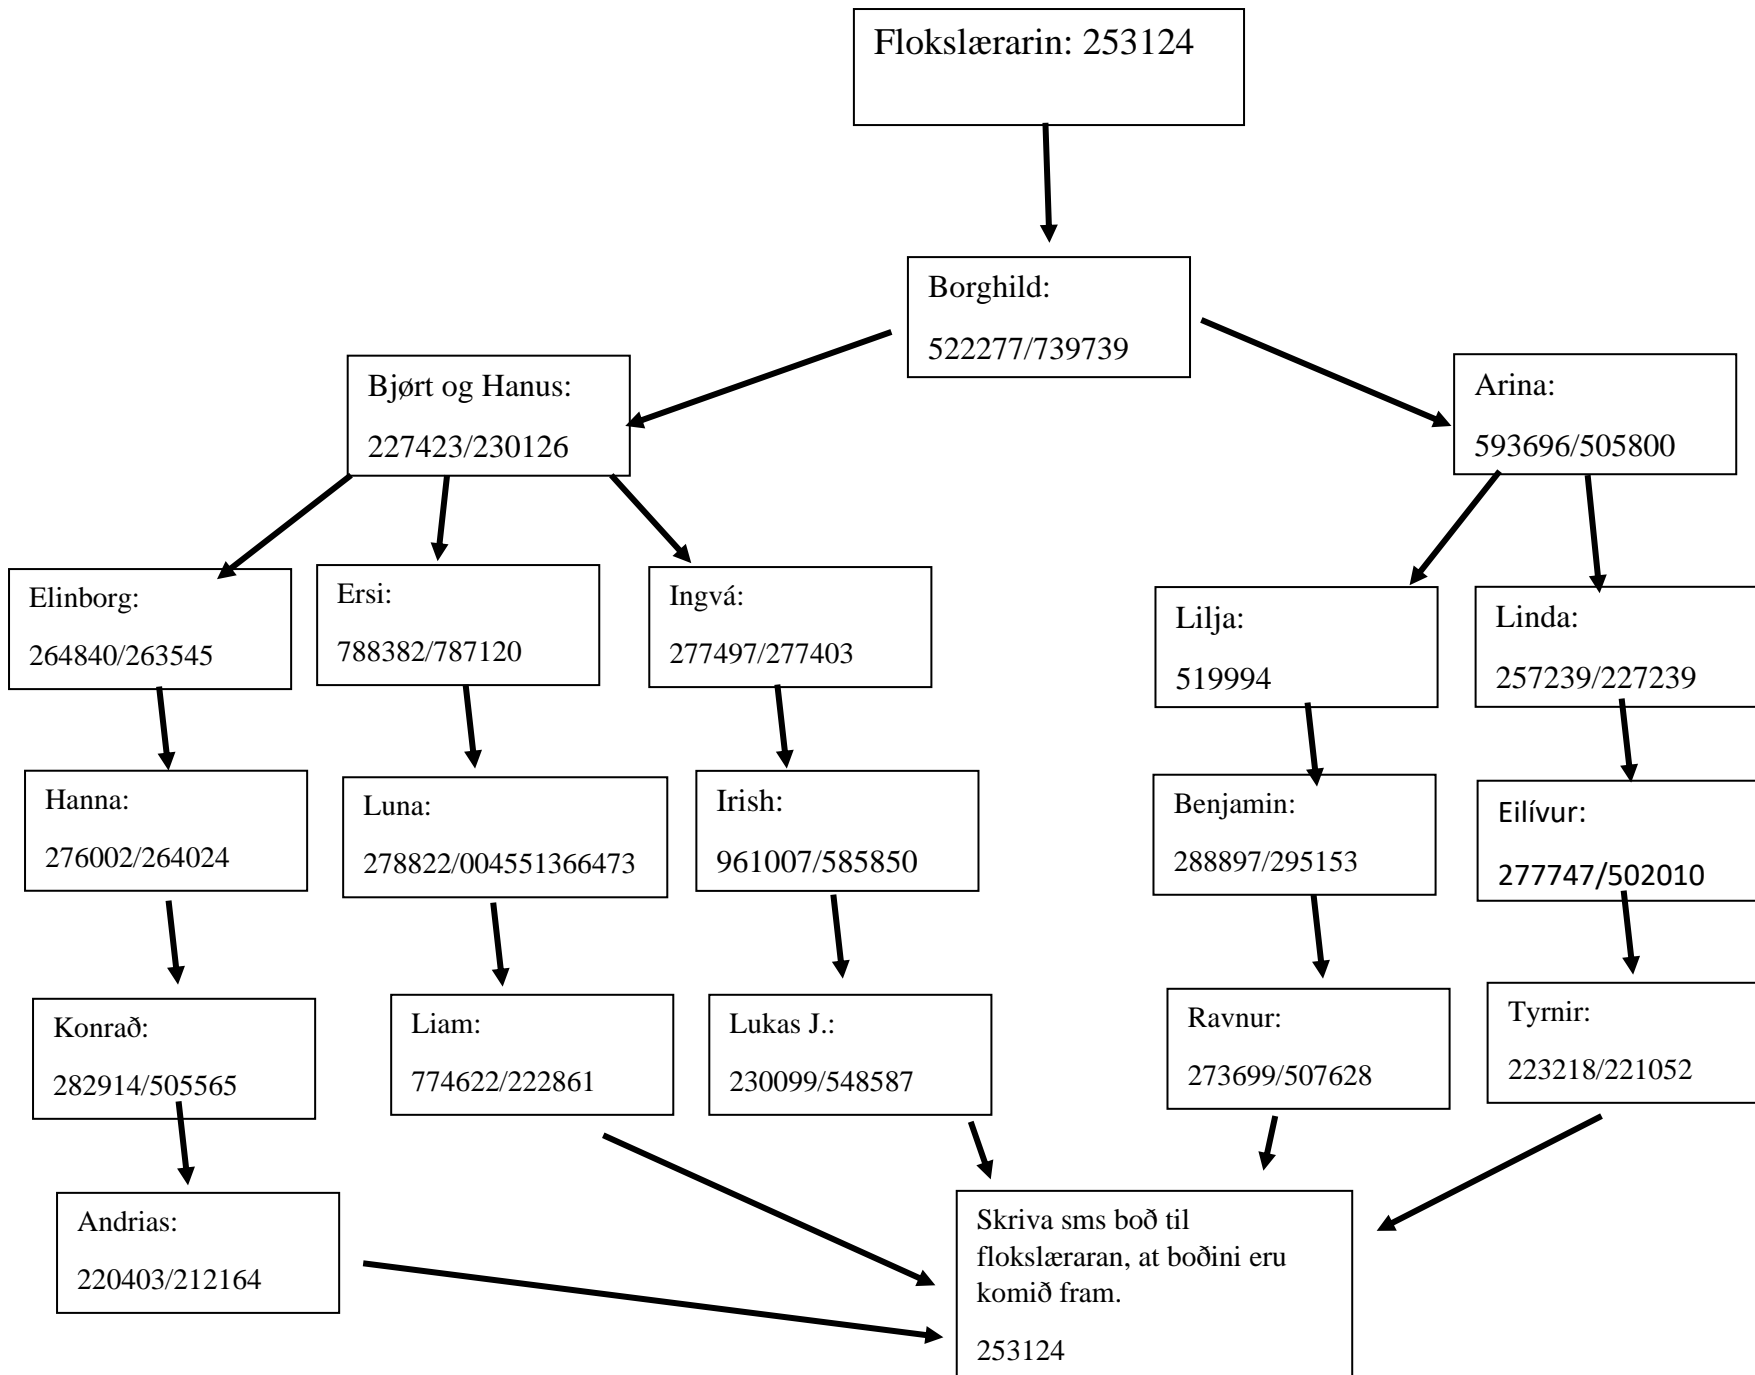 Flokslærarin: 253124
Borghild:
522277/739739
Bjørt og Hanus:
227423/230126
Arina:
593696/505800
Elinborg:
264840/263545
Ersi:
788382/787120
Ingvá:
277497/277403
Lilja:
519994
Linda:
257239/227239
Hanna:
276002/264024
Luna:
278822/004551366473
Irish:
961007/585850
Benjamin:
288897/295153
Eilívur:
277747/502010
Konrað:
282914/505565
Liam:
774622/222861
Lukas J.:
230099/548587
Ravnur:
273699/507628
Tyrnir:
223218/221052
Andrias:
220403/212164
Skriva sms boð til
flokslæraran, at boðini eru
komið fram.
253124